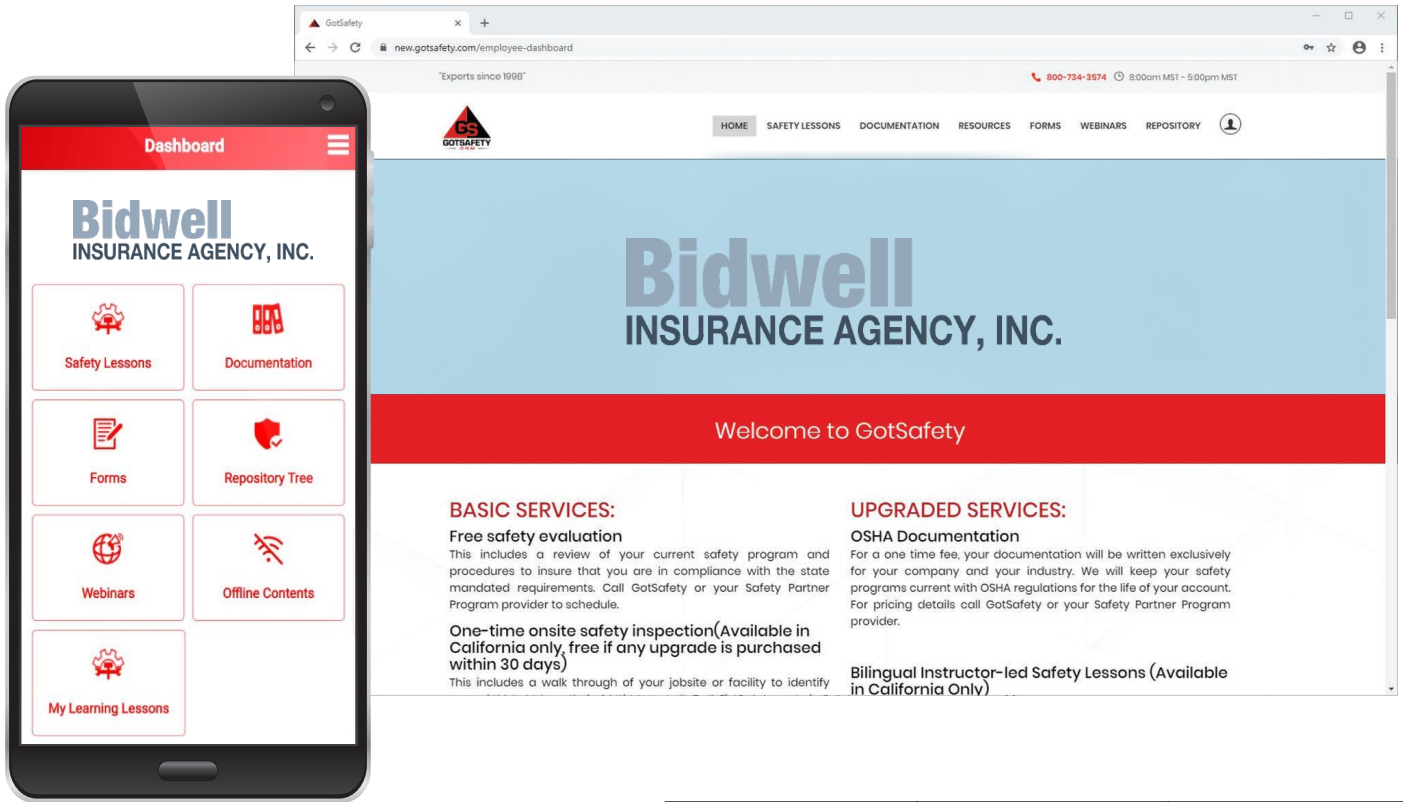 GotSafety
new.gotsafety.com/employee-dashboard
"Experts since 1998"
800-734-3574 8:00am MST - 5:00pm MST
GS
GOTSAFETY
.COM
HOME SAFETY LESSONS DOCUMENTATION RESOURCES FORMS WEBINARS REPOSITORY
Bidwell
INSURANCE AGENCY, INC.
Welcome to GotSafety
BASIC SERVICES:
Free safety evaluation
This includes a review of your current safety program and
procedures to insure that you are in compliance with the state
mandated requirements. Call GotSafety or your Safety Partner
Program provider to schedule.
One-time onsite safety inspection(Available in
California only, free if any upgrade is purchased
within 30 days)
This includes a walk through of your jobsite or facility to identify
UPGRADED SERVICES:
OSHA Documentation
For a one time fee, your documentation will be written exclusively
for your company and your industry. We will keep your safety
programs current with OSHA regulations for the life of your account.
For pricing details call GotSafety or your Safety Partner Program
provider.
Bilingual Instructor-led Safety Lessons (Available
in California Only)
Dashboard
Bidwell
INSURANCE AGENCY, INC.
Safety Lessons
Documentation
Forms
Repository Tree
Webinars
Offline Contents
My Learning Lessons